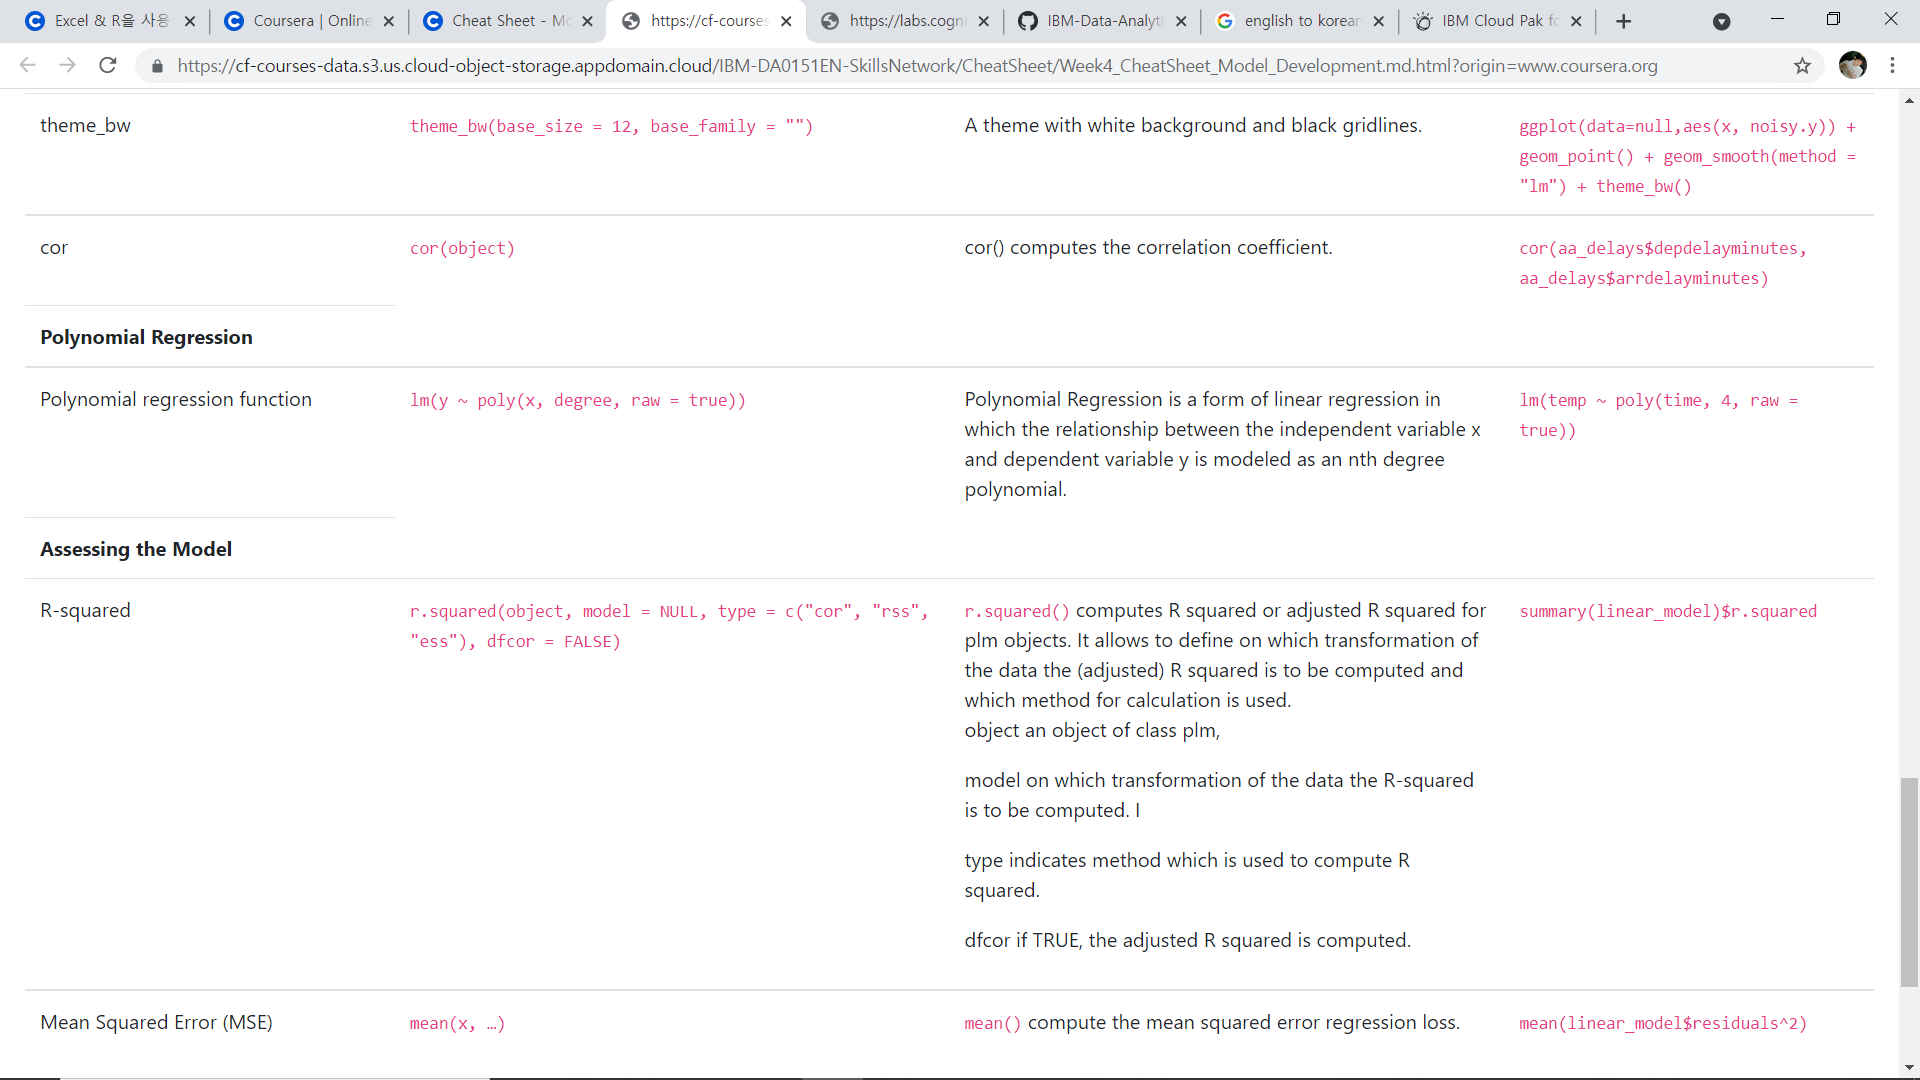 Excel & R을 사용
Coursera | Online
Cheat Sheet - Mo
https://cf-courses
https://labs.cogni
IBM-Data-Analyti
english to korean
IBM Cloud Pak fo
https://cf-courses-data.s3.us.cloud-object-storage.appdomain.cloud/IBM-DA0151EN-SkillsNetwork/CheatSheet/Week4_CheatSheet_Model_Development.md.html?origin=www.coursera.org
theme_bw
theme_bw(base_size = 12, base_family = "")
A theme with white background and black gridlines.
ggplot(data=null,aes(x, noisy.y)) +
geom_point() + geom_smooth(method =
"lm") + theme_bw()
cor
cor(object)
cor() computes the correlation coefficient.
cor(aa_delays$depdelayminutes,
aa_delays$arrdelayminutes)
Polynomial Regression
Polynomial regression function
lm(y ~ poly(x, degree, raw = true))
Polynomial Regression is a form of linear regression in
which the relationship between the independent variable x
and dependent variable y is modeled as an nth degree
polynomial.
lm(temp ~ poly(time, 4, raw =
true))
Assessing the Model
R-squared
r.squared(object, model = NULL, type = c("cor", "rss",
"ess"), dfcor = FALSE)
r.squared() computes R squared or adjusted R squared for
plm objects. It allows to define on which transformation of
the data the (adjusted) R squared is to be computed and
which method for calculation is used.
object an object of class plm,
model on which transformation of the data the R-squared
is to be computed. I
type indicates method which is used to compute R
squared.
dfcor if TRUE, the adjusted R squared is computed.
summary(linear_model)$r.squared
Mean Squared Error (MSE)
mean(x, …)
mean() compute the mean squared error regression loss.
mean(linear_model$residuals^2)